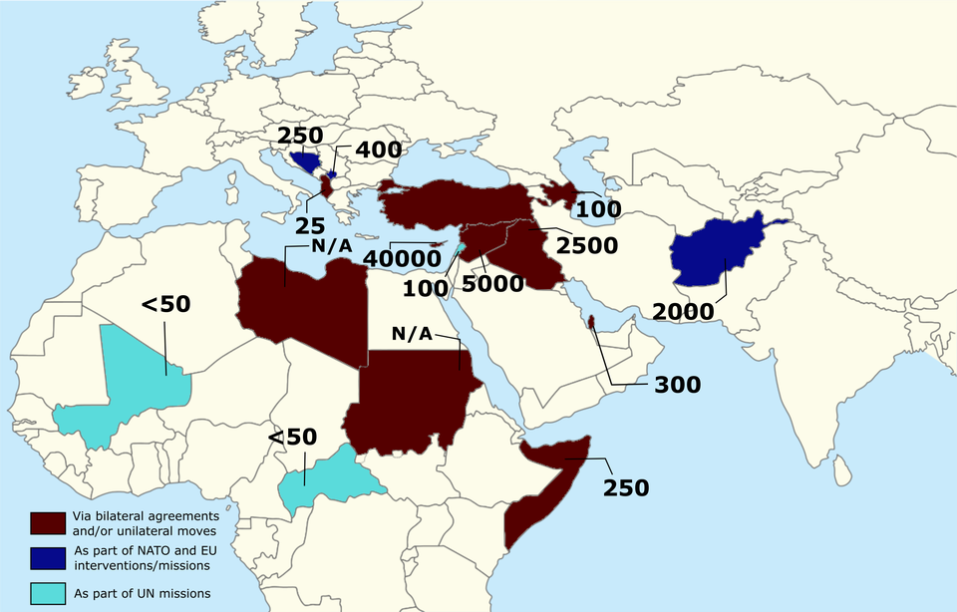 250
400
25
N/A
100
40000
2500
100
5000
<50
2000
N/A
300
<50
250
Via bilateral agreements
and/or unilateral moves
As part of NATO and EU
interventions/missions
As part of UN missions